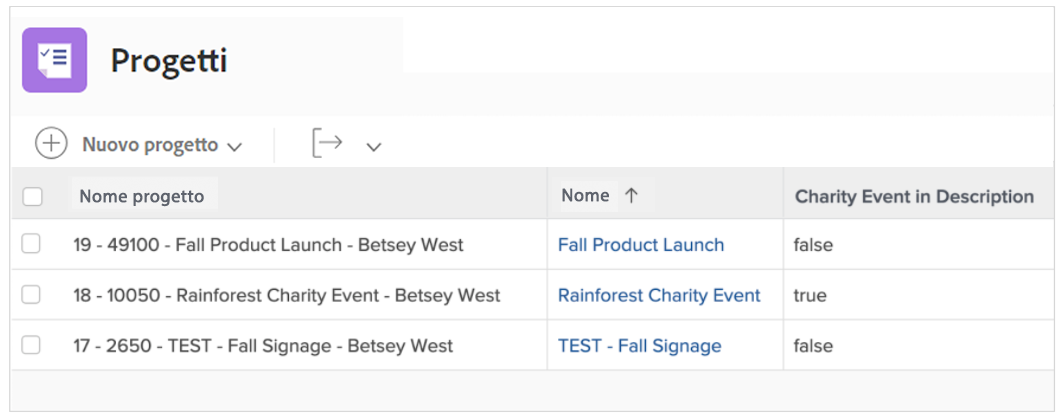 Progetti
Nuovo progetto
Nome progetto Nome Charity Event in Description
19 - 49100 - Fall Product Launch - Betsey West Fall Product Launch false
18 - 10050 - Rainforest Charity Event - Betsey West Rainforest Charity Event true
17 - 2650 - TEST - Fall Signage - Betsey West TEST - Fall Signage false